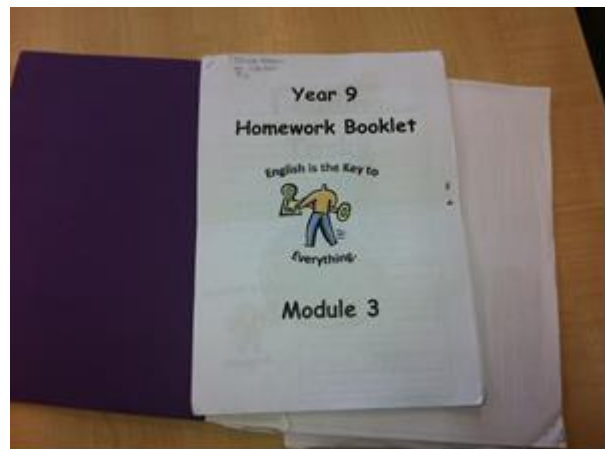 Year 9
Homework Booklet
English is the Key to
Everything.
Module 3